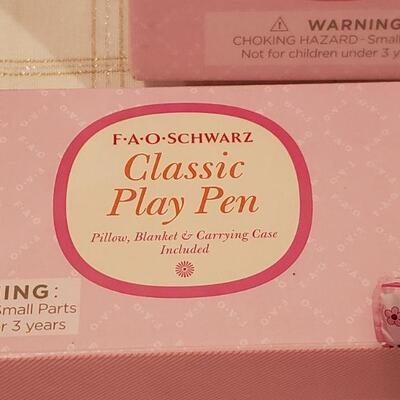 WARNING
CHOKING HAZARD - Small
Not for children under 3 y
F·A·O·SCHWARZ
Classic
Play Pen
Pillow, Blanket & Carrying Case
Included
ING:
Small Parts
r 3 years